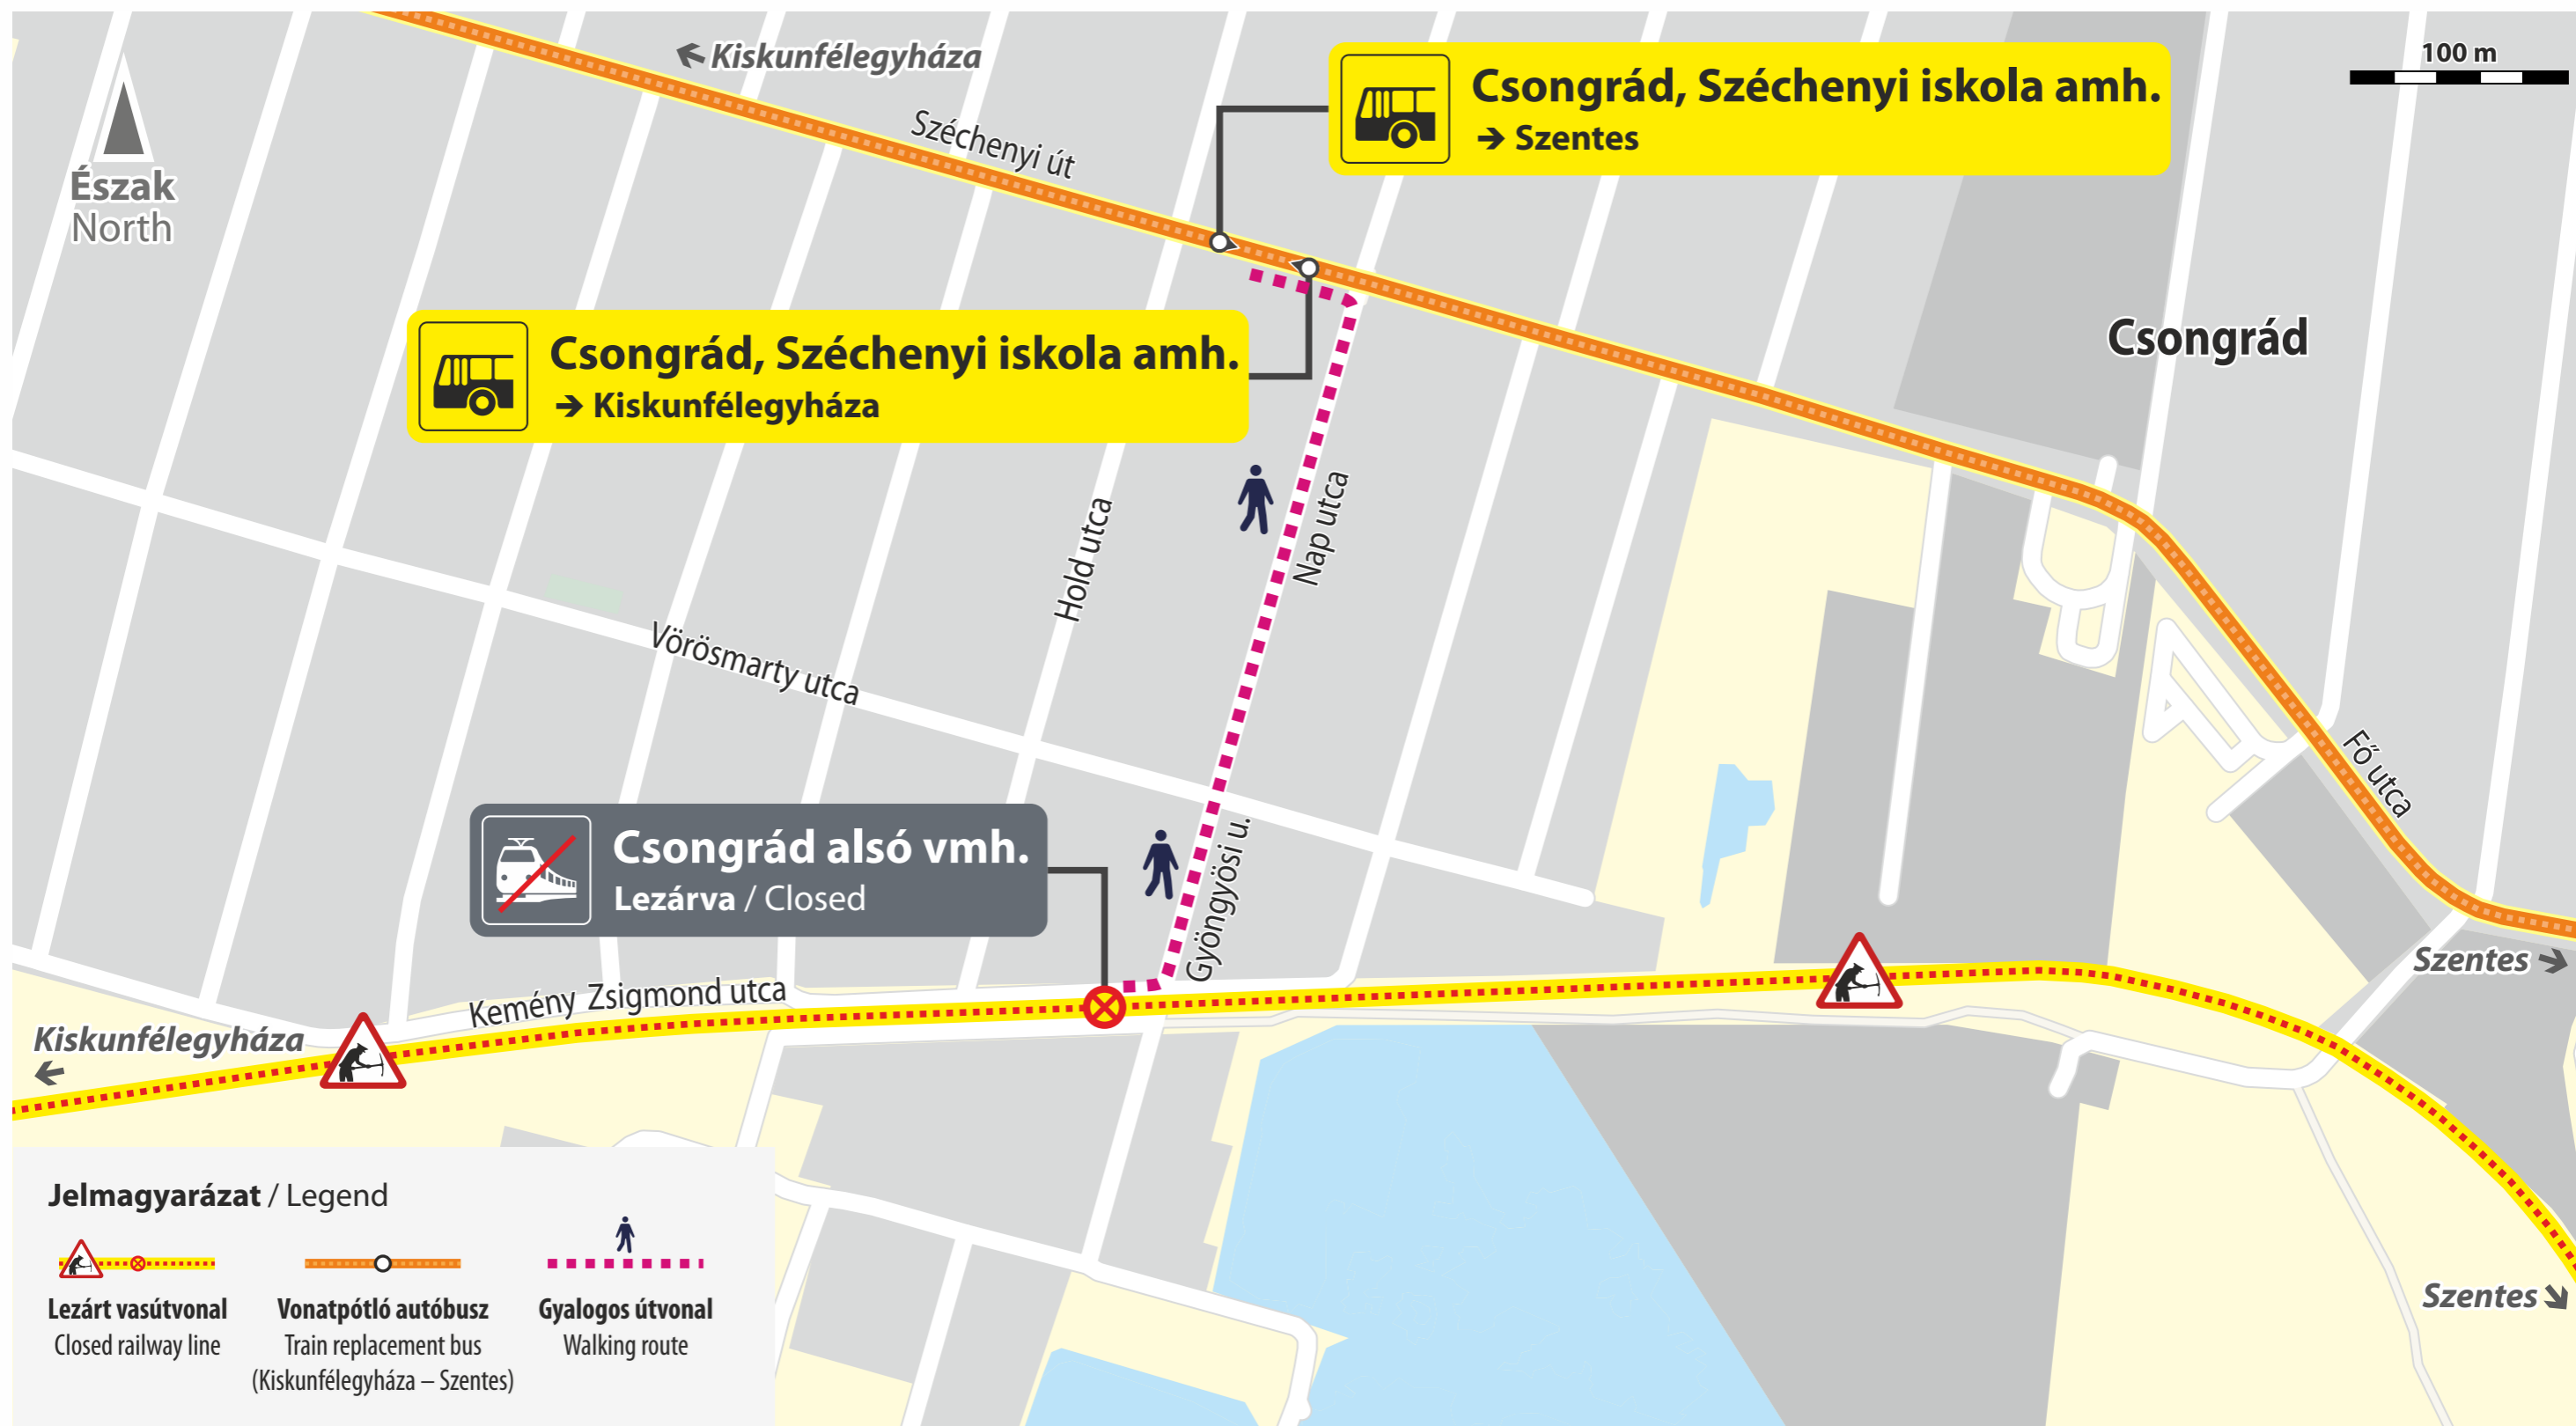 Kiskunfélegyháza
Csongrád, Széchenyi iskola amh.
Szentes
100 m
Széchenyi út
Észak
North
Csongrád, Széchenyi iskola amh.
Kiskunfélegyháza
Csongrád
Nap utca
Hold utca
Vörösmarty utca
Fő utca
Csongrád alsó vmh.
Lezárva / Closed
Gyöngyösi u.
Szentes
Kemény Zsigmond utca
Kiskunfélegyháza
Szentes
Jelmagyarázat / Legend
Lezárt vasútvonal
Closed railway line
Vonatpótló autóbusz
Train replacement bus
(Kiskunfélegyháza – Szentes)
Gyalogos útvonal
Walking route